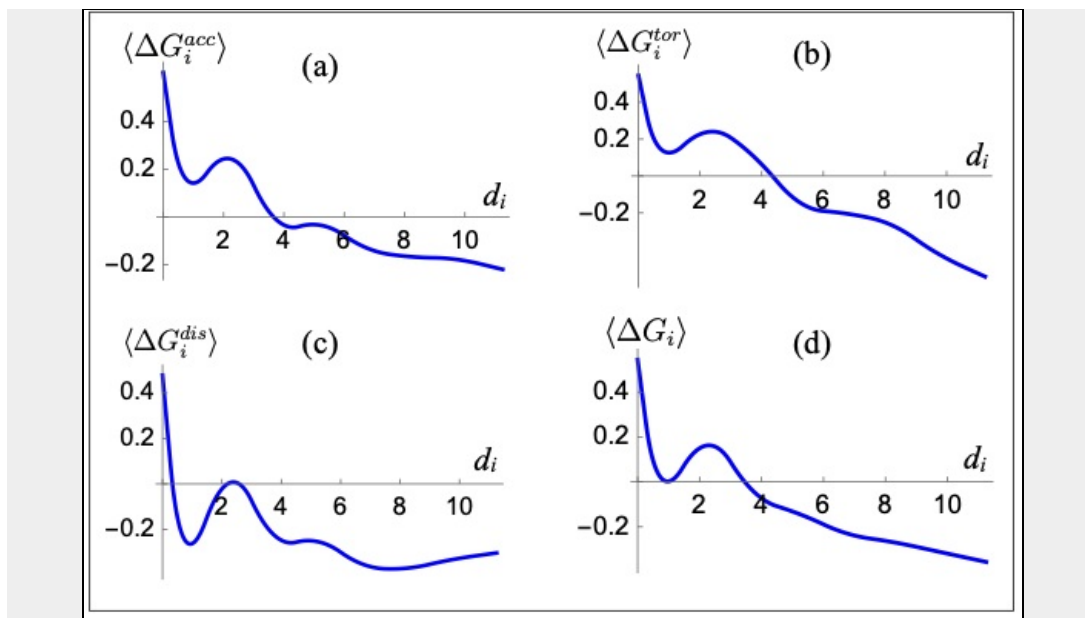 ⟨ΔG_i^{acc}⟩
(a)
0.4
0.2
−0.2
2 4 6 8 10
d_i
⟨ΔG_i^{tor}⟩
(b)
0.4
0.2
−0.2
2 4 6 8 10
d_i
⟨ΔG_i^{dis}⟩
(c)
0.4
0.2
−0.2
2 4 6 8 10
d_i
⟨ΔG_i⟩
(d)
0.4
0.2
−0.2
2 4 6 8 10
d_i